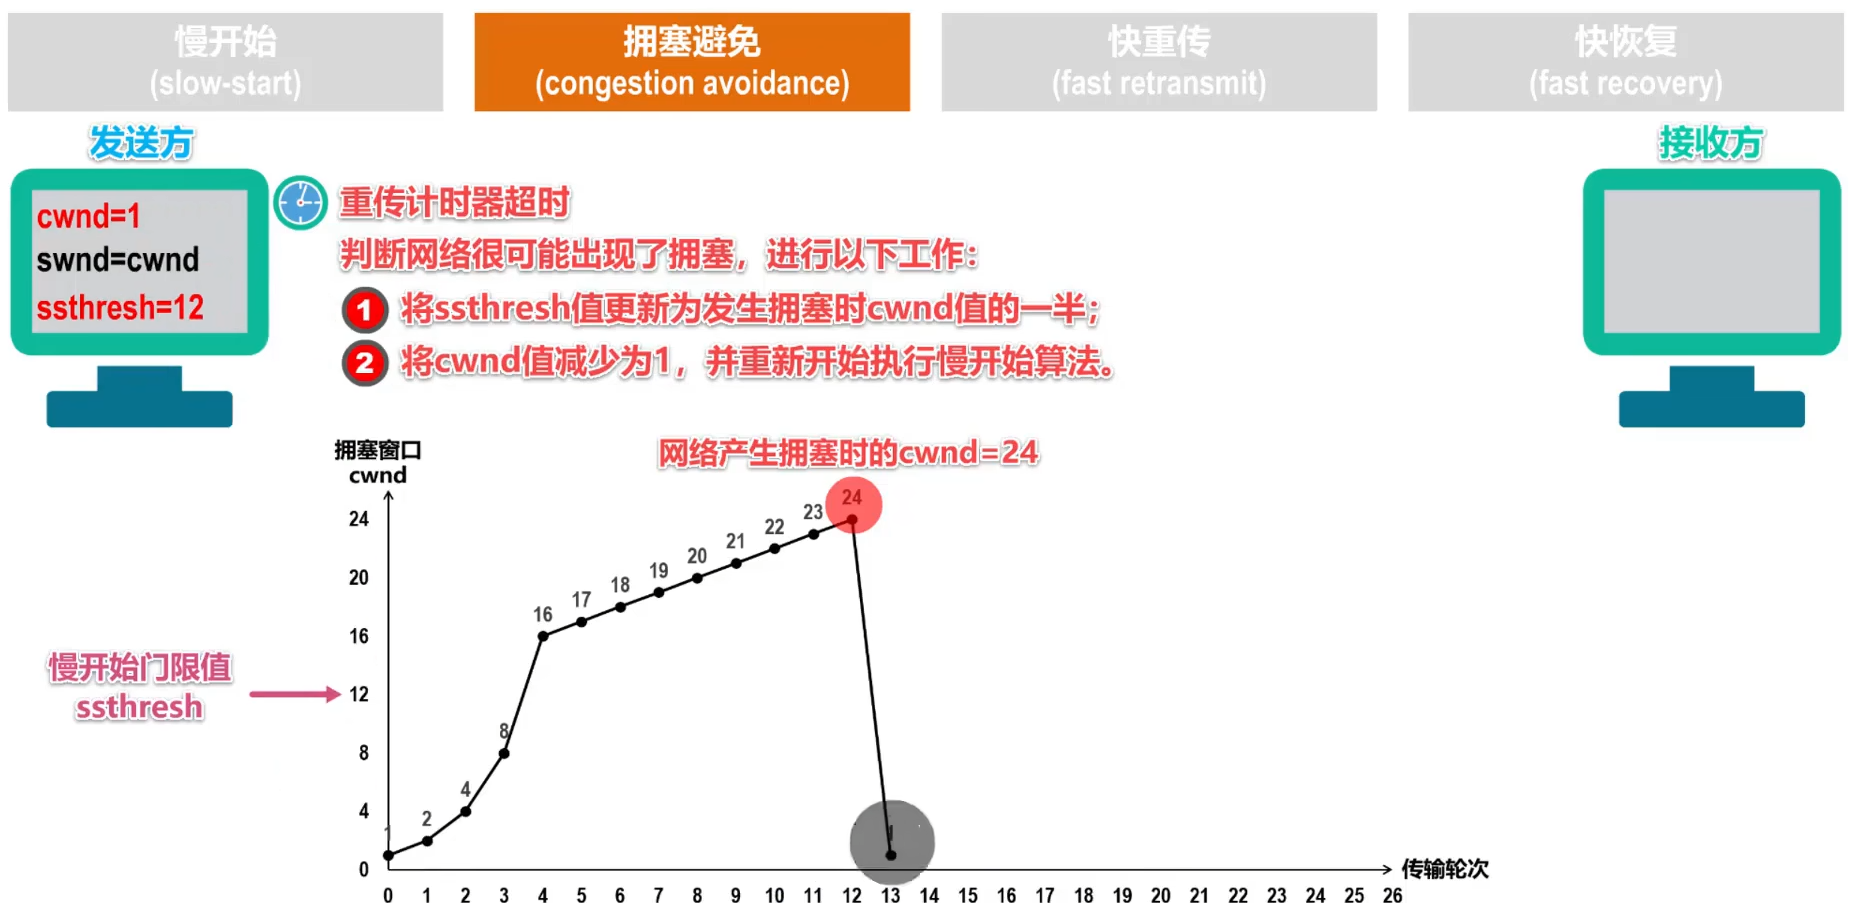 慢开始
(slow-start)
拥塞避免
(congestion avoidance)
快重传
(fast retransmit)
快恢复
(fast recovery)
发送方
接收方
cwnd=1
swnd=cwnd
ssthresh=12
重传计时器超时
判断网络很可能出现了拥塞，进行以下工作：
1 将ssthresh值更新为发生拥塞时cwnd值的一半；
2 将cwnd值减少为1，并重新开始执行慢开始算法。
拥塞窗口
cwnd
网络产生拥塞时的cwnd=24
24
20
16
12
8
4
0
慢开始门限值
ssthresh
1
2
4
8
16
17
18
19
20
21
22
23
24
1
传输轮次
0 1 2 3 4 5 6 7 8 9 10 11 12 13 14 15 16 17 18 19 20 21 22 23 24 25 26